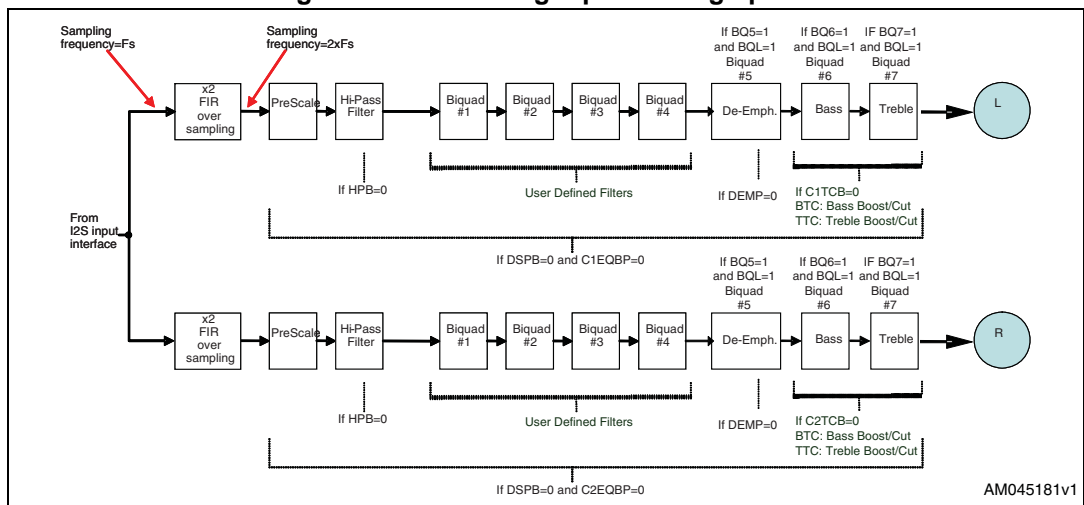 Sampling
frequency=Fs
Sampling
frequency=2xFs
If BQ5=1
and BQL=1
Biquad
#5
If BQ6=1
and BQL=1
Biquad
#6
IF BQ7=1
and BQL=1
Biquad
#7
x2
FIR
over
sampling
PreScale
Hi-Pass
Filter
Biquad
#1
Biquad
#2
Biquad
#3
Biquad
#4
De-Emph.
Bass
Treble
L
If HPB=0
User Defined Filters
If DEMP=0
If C1TCB=0
BTC: Bass Boost/Cut
TTC: Treble Boost/Cut
From
I2S input
interface
If DSPB=0 and C1EQBP=0
If BQ5=1
and BQL=1
Biquad
#5
If BQ6=1
and BQL=1
Biquad
#6
IF BQ7=1
and BQL=1
Biquad
#7
x2
FIR
over
sampling
PreScale
Hi-Pass
Filter
Biquad
#1
Biquad
#2
Biquad
#3
Biquad
#4
De-Emph.
Bass
Treble
R
If HPB=0
User Defined Filters
If DEMP=0
If C2TCB=0
BTC: Bass Boost/Cut
TTC: Treble Boost/Cut
If DSPB=0 and C2EQBP=0
AM045181v1